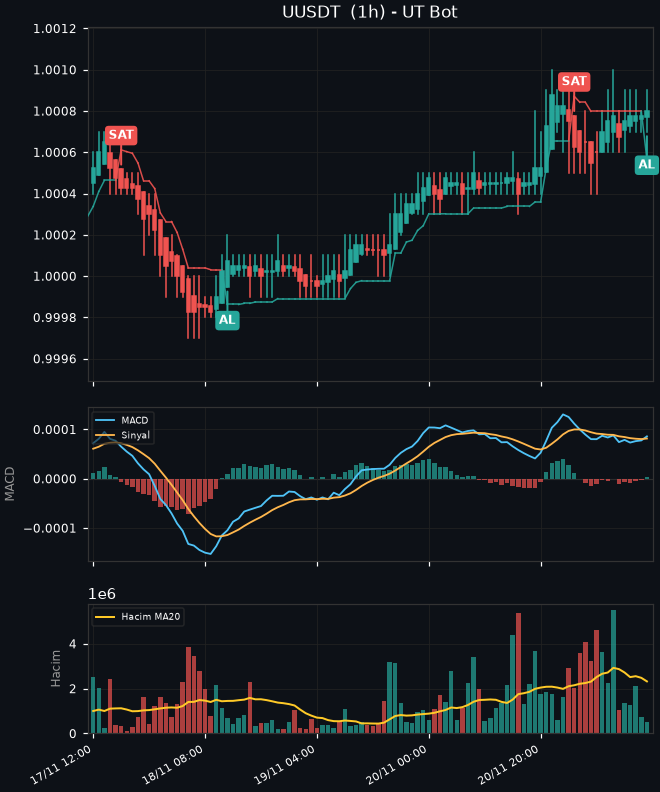 UUSDT (1h) - UT Bot
1.0012
1.0010
1.0008
1.0006
1.0004
1.0002
1.0000
0.9998
0.9996
SAT
AL
SAT
AL
MACD
Sinyal
MACD
0.0001
0.0000
−0.0001
1e6
Hacim MA20
Hacim
4
2
0
17/11 12:00
18/11 08:00
19/11 04:00
20/11 00:00
20/11 20:00